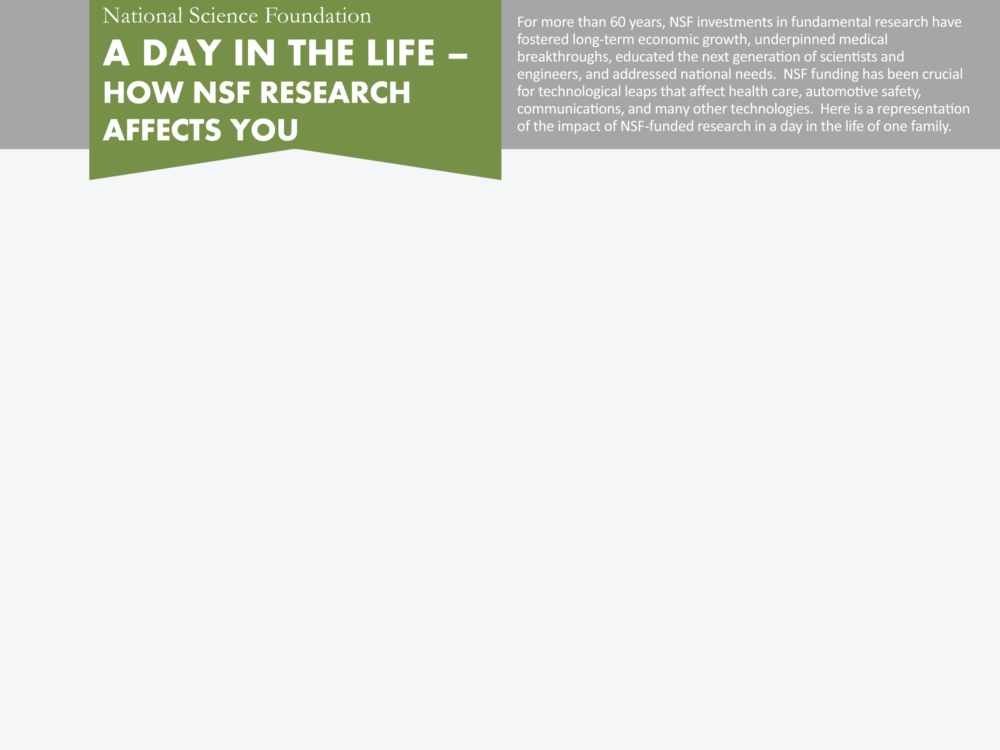 National Science Foundation
A DAY IN THE LIFE –
HOW NSF RESEARCH
AFFECTS YOU
For more than 60 years, NSF investments in fundamental research have
fostered long-term economic growth, underpinned medical
breakthroughs, educated the next generation of scientists and
engineers, and addressed national needs.  NSF funding has been crucial
for technological leaps that affect health care, automotive safety,
communications, and many other technologies.  Here is a representation
of the impact of NSF-funded research in a day in the life of one family.